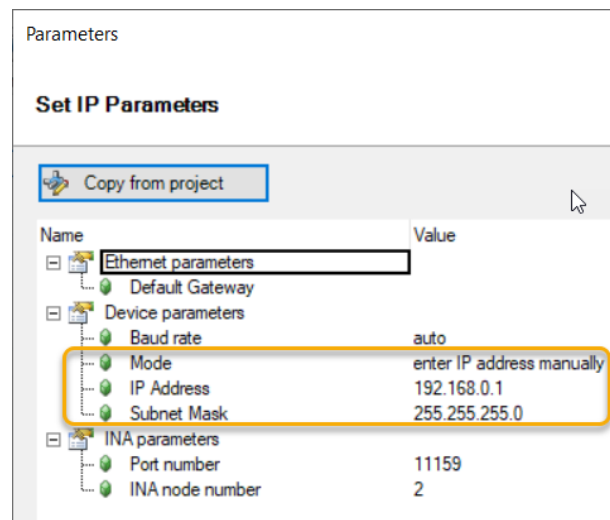 Parameters
Set IP Parameters
Copy from project
Name Value
Ethernet parameters
Default Gateway
Device parameters
Baud rate auto
Mode enter IP address manually
IP Address 192.168.0.1
Subnet Mask 255.255.255.0
INA parameters
Port number 11159
INA node number 2